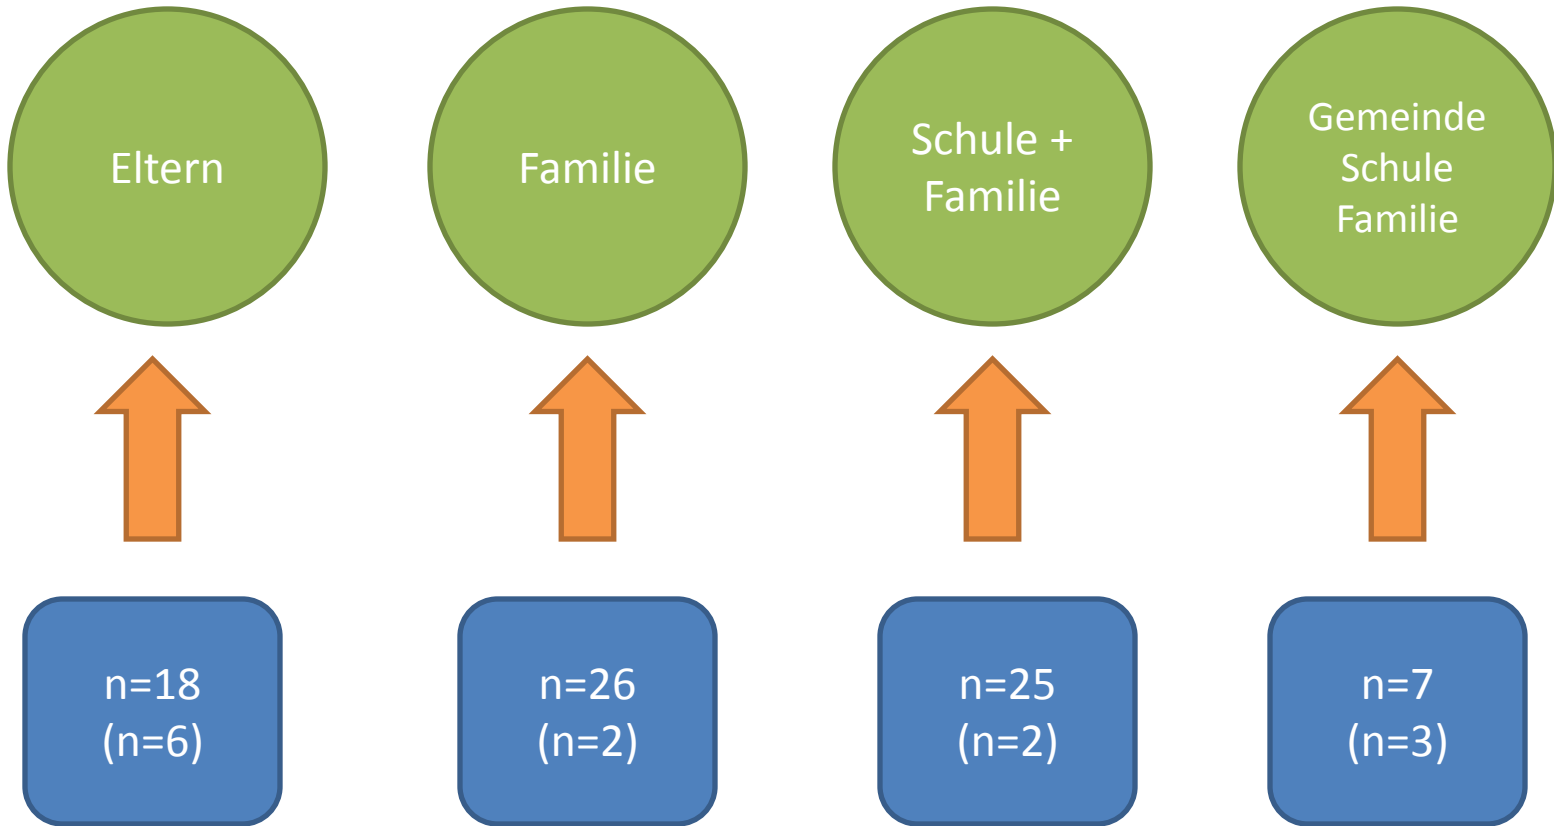 Eltern
Familie
Schule +
Familie
Gemeinde
Schule
Familie
n=18
(n=6)
n=26
(n=2)
n=25
(n=2)
n=7
(n=3)